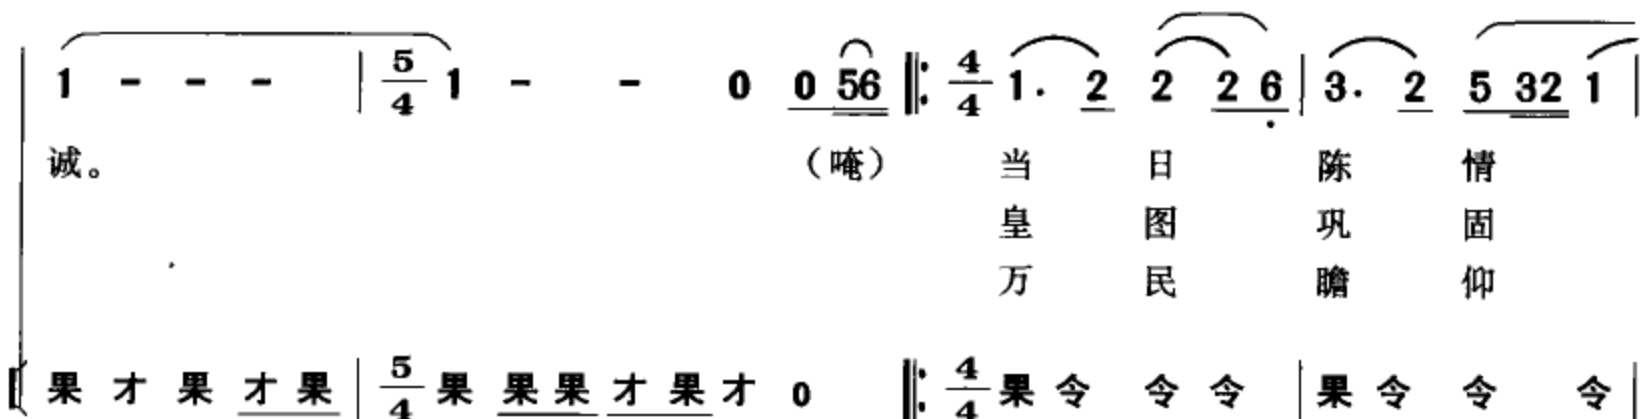 1 - - - | 5/4 1 - - 0 0 56 ‖: 4/4 1. 2 2 2 6 | 3. 2 5 32 1 |
诚。 （唵） 当 日 陈 情
皇 图 巩 固
万 民 瞻 仰
果 才 果 才 果 | 5/4 果 果 果 才 果 才 0 ‖: 4/4 果 令 令 令 | 果 令 令 令 |